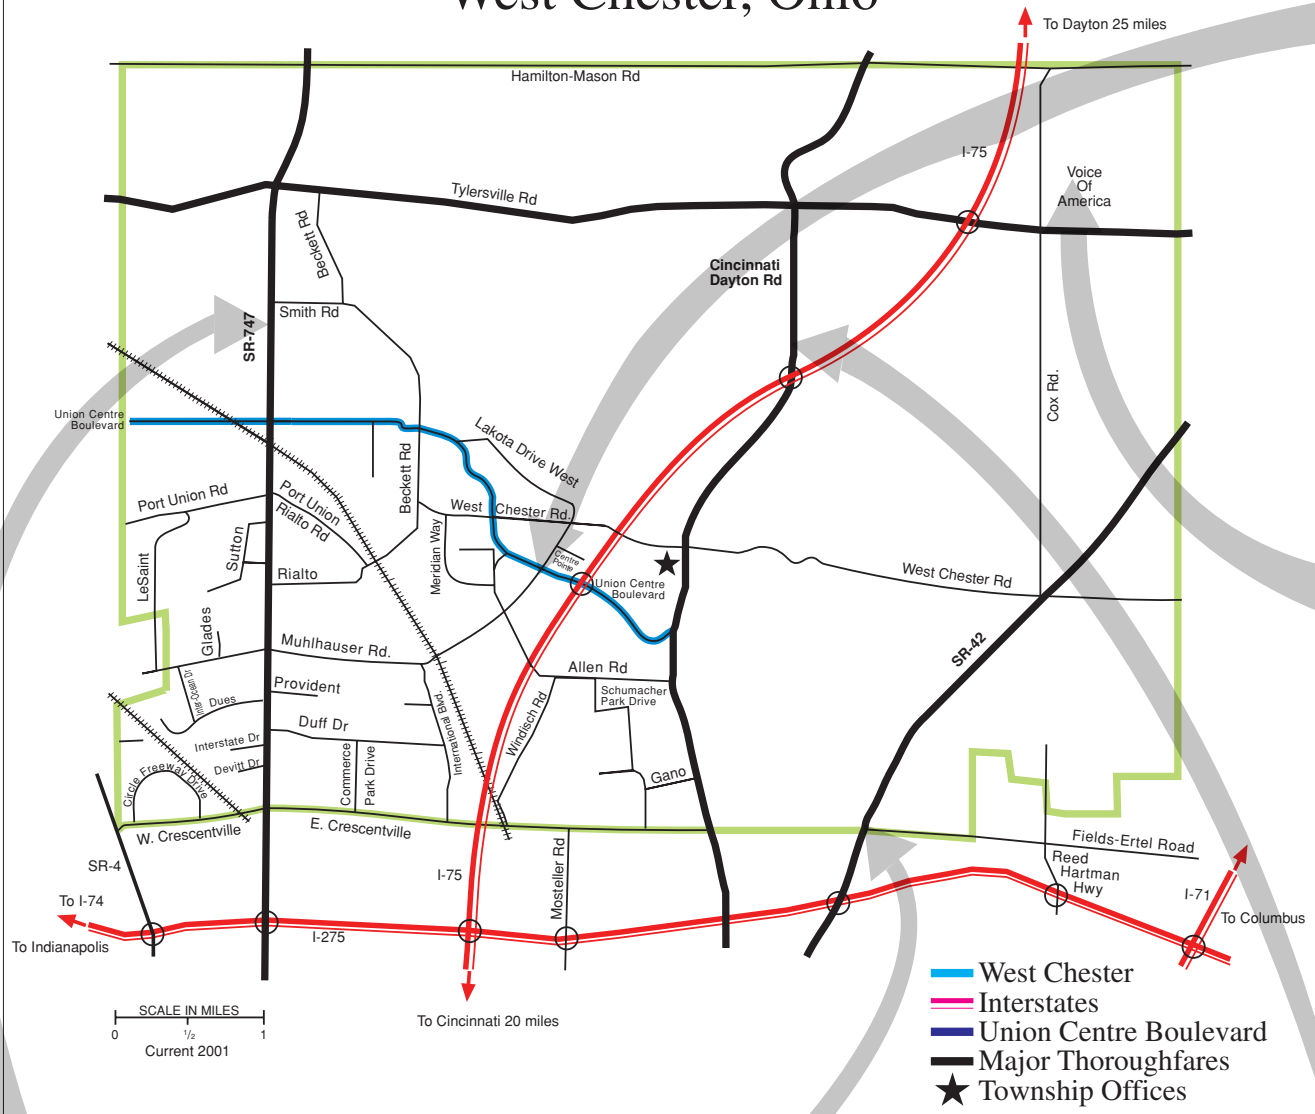 West Chester, Ohio
To Dayton 25 miles
Hamilton-Mason Rd
I-75
Voice
Of
America
Tylersville Rd
Beckett Rd
Cincinnati
Dayton Rd
Smith Rd
SR-747
Cox Rd.
Union Centre
Boulevard
Lakota Drive West
Beckett Rd
Port Union Rd
Port Union
Rialto Rd
West Chester Rd.
Sutton
Meridian Way
LeSaint
Centre
Pointe
Rialto
Union Centre
Boulevard
West Chester Rd
Glades
Muhlhauser Rd.
SR-42
Allen Rd
Inter-Ocean Dr
Provident
Schumacher
Park Drive
Dues
International Blvd.
Windisch Rd
Duff Dr
Interstate Dr
Devitt Dr
Circle Freeway Drive
Commerce
Park Drive
Gano
W. Crescentville
E. Crescentville
Fields-Ertel Road
SR-4
I-75
Mosteller Rd
Reed
Hartman
Hwy
I-71
To I-74
To Columbus
To Indianapolis
I-275
West Chester
Interstates
Union Centre Boulevard
Major Thoroughfares
Township Offices
SCALE IN MILES
0 1/2 1
Current 2001
To Cincinnati 20 miles